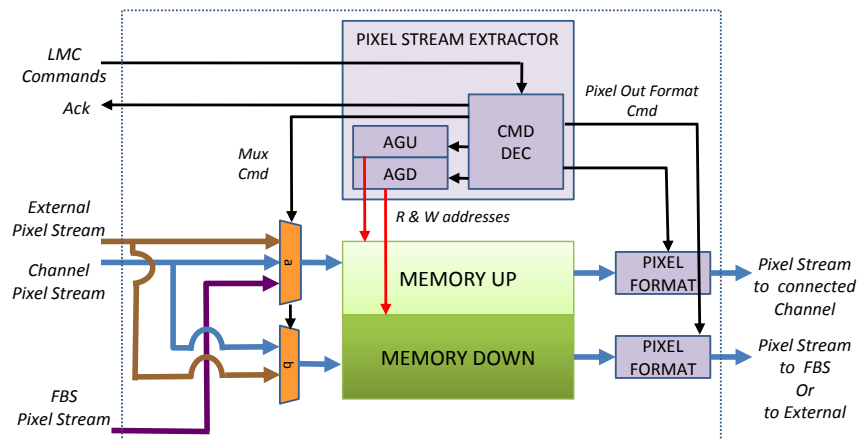 PIXEL STREAM EXTRACTOR
LMC
Commands
Ack
Pixel Out Format
Cmd
CMD
DEC
AGU
AGD
Mux
Cmd
R & W addresses
External
Pixel Stream
Channel
Pixel Stream
FBS
Pixel Stream
a
b
MEMORY UP
MEMORY DOWN
PIXEL
FORMAT
PIXEL
FORMAT
Pixel Stream
to connected
Channel
Pixel Stream
to FBS
Or
to External